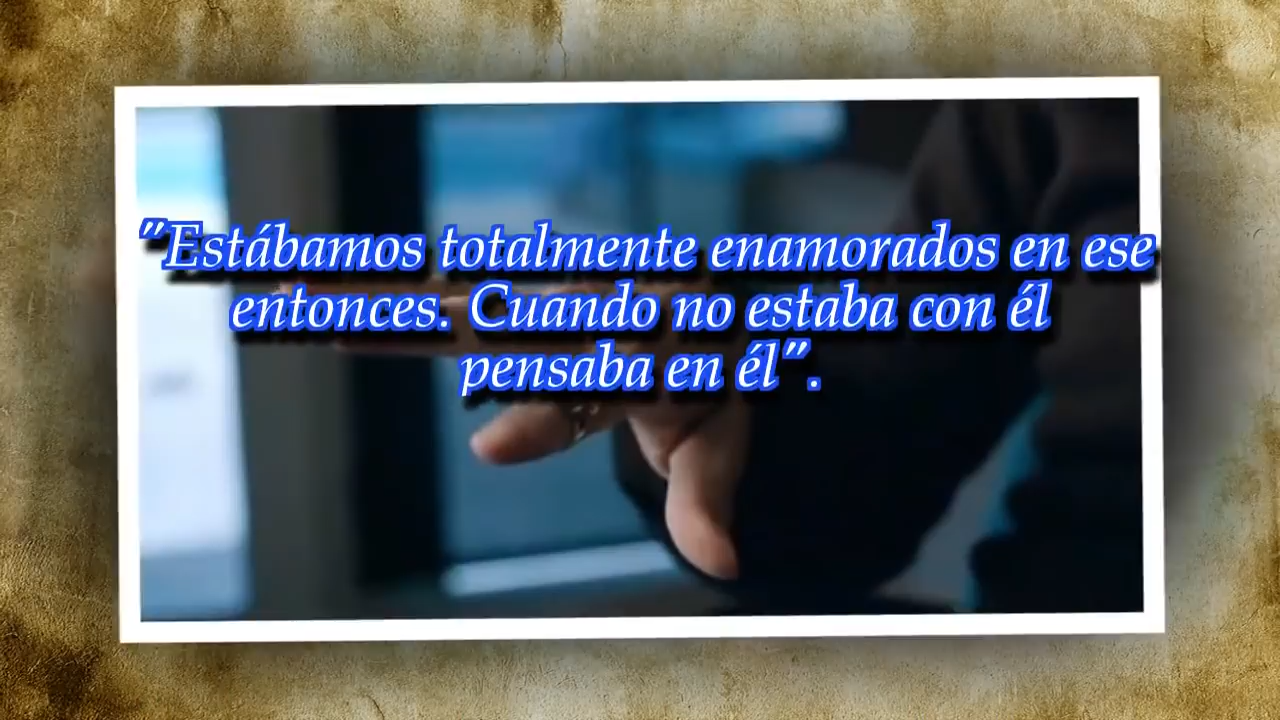 "Estábamos totalmente enamorados en ese
entonces. Cuando no estaba con él
pensaba en él".